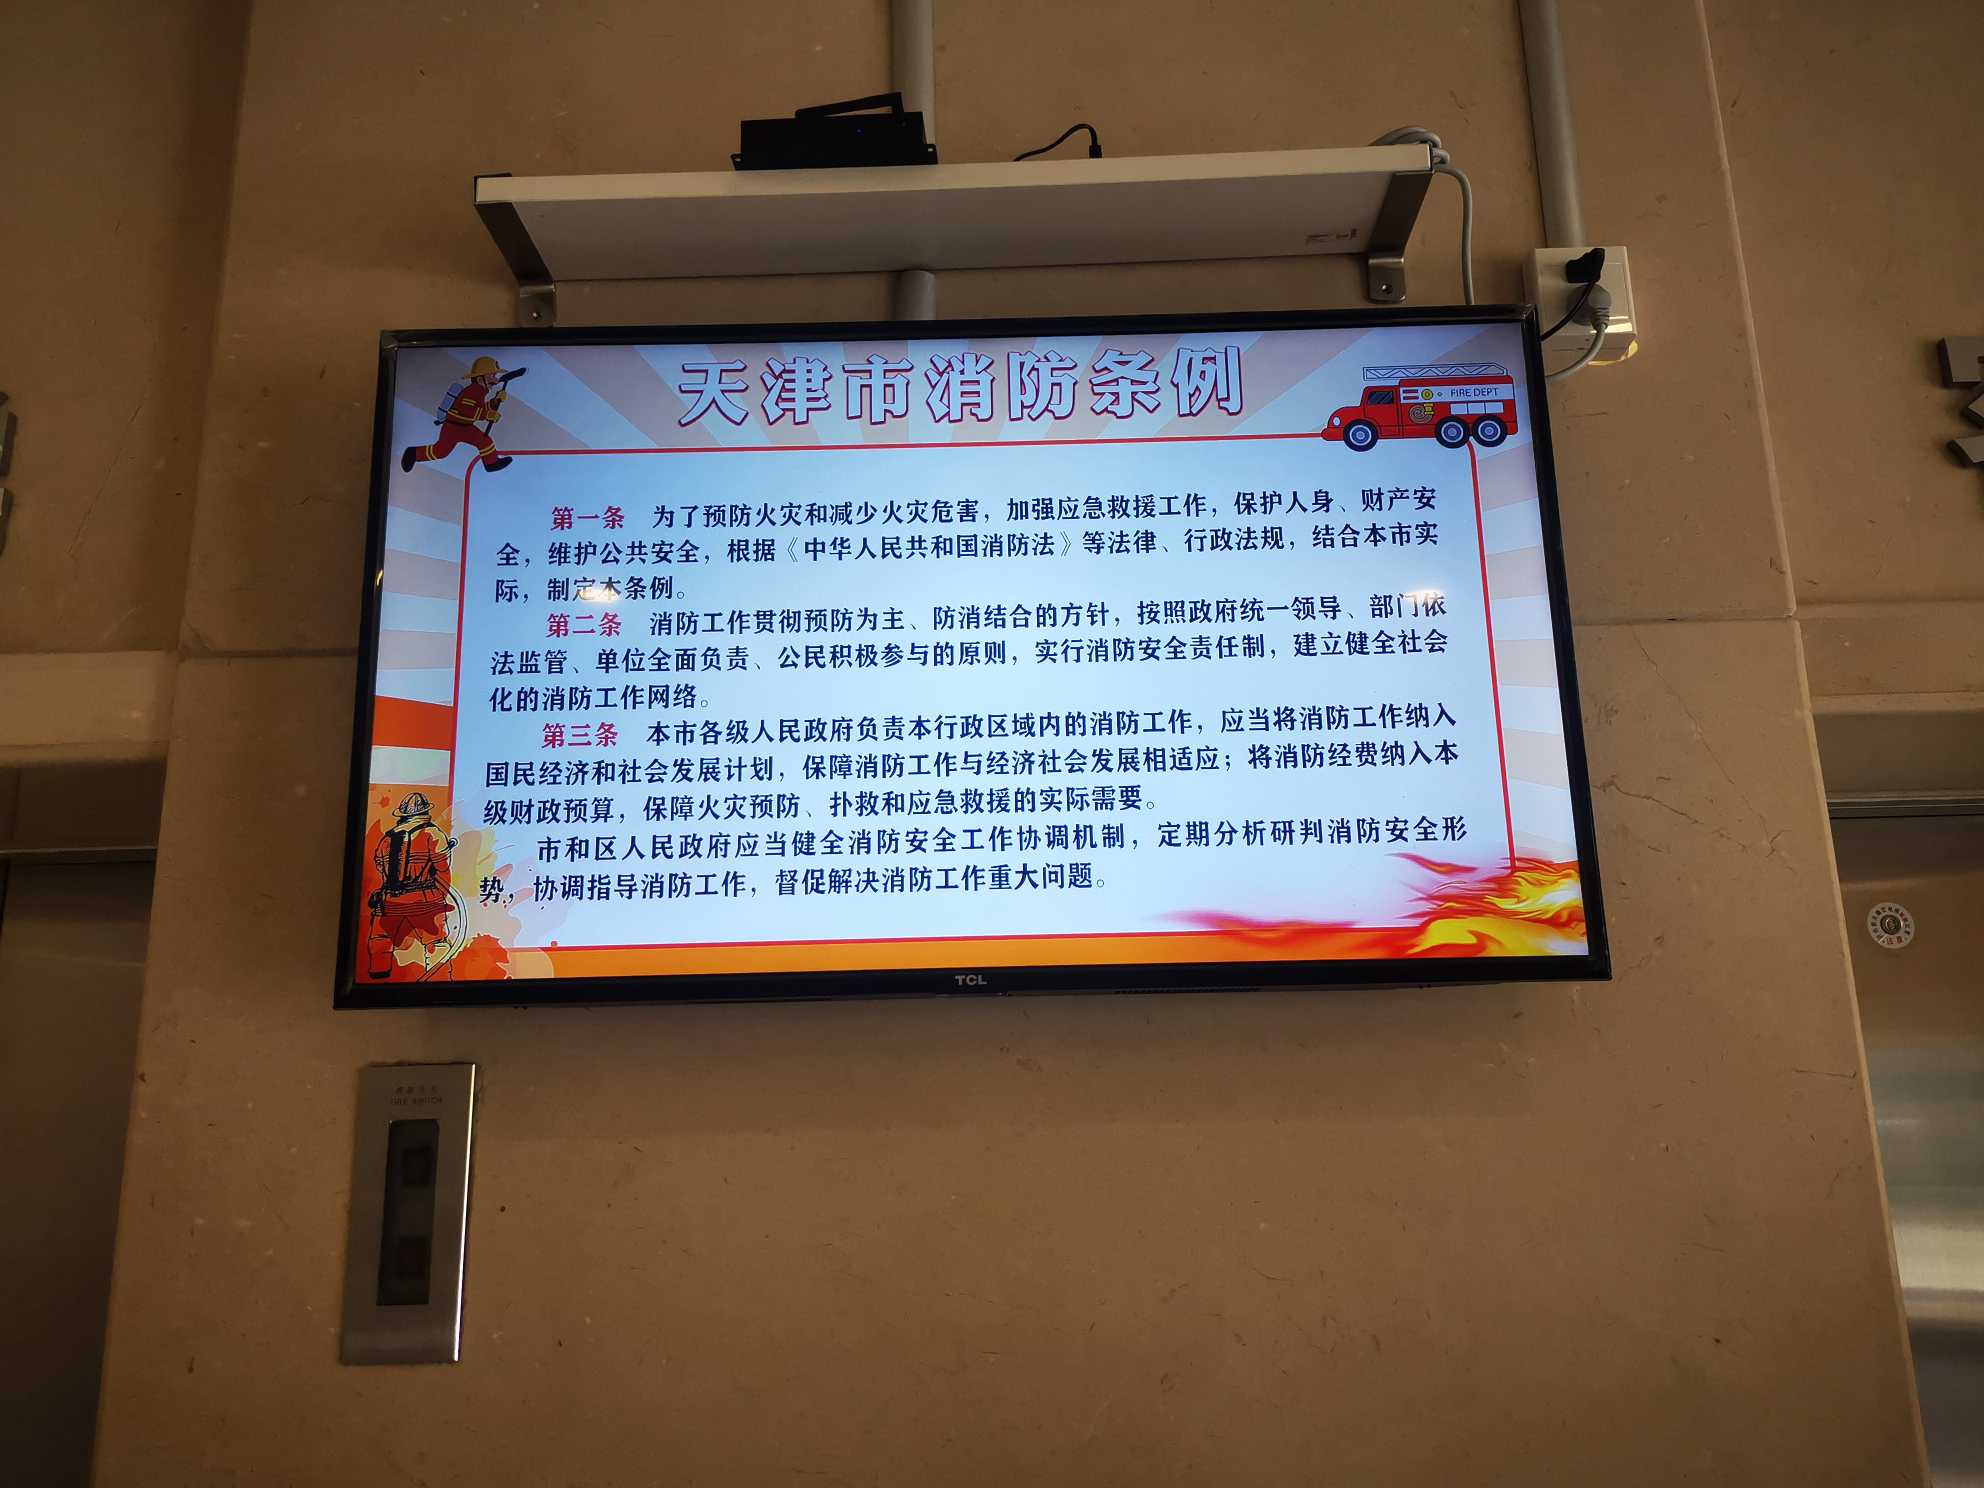 天津市消防条例
FIRE DEPT
第一条 为了预防火灾和减少火灾危害，加强应急救援工作，保护人身、财产安
全，维护公共安全，根据《中华人民共和国消防法》等法律、行政法规，结合本市实
际，制定本条例。
第二条 消防工作贯彻预防为主、防消结合的方针，按照政府统一领导、部门依
法监管、单位全面负责、公民积极参与的原则，实行消防安全责任制，建立健全社会
化的消防工作网络。
第三条 本市各级人民政府负责本行政区域内的消防工作，应当将消防工作纳入
国民经济和社会发展计划，保障消防工作与经济社会发展相适应；将消防经费纳入本
级财政预算，保障火灾预防、扑救和应急救援的实际需要。
市和区人民政府应当健全消防安全工作协调机制，定期分析研判消防安全形
势，协调指导消防工作，督促解决消防工作重大问题。
TCL
FIRE SWITCH